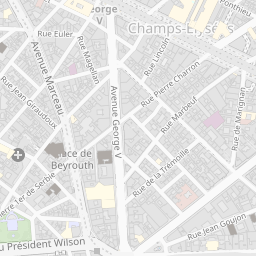 George
V
Champs-Élysées
Ponthieu
Rue Euler
Rue Magellan
Rue Lincoln
Avenue Marceau
Rue Pierre Charron
Avenue George V
Rue Marbeuf
Rue Jean Giraudoux
Rue de Marignan
Place de
Beyrouth
Rue de la Trémoille
Pierre 1er de Serbie
Rue Jean Goujon
du Président Wilson